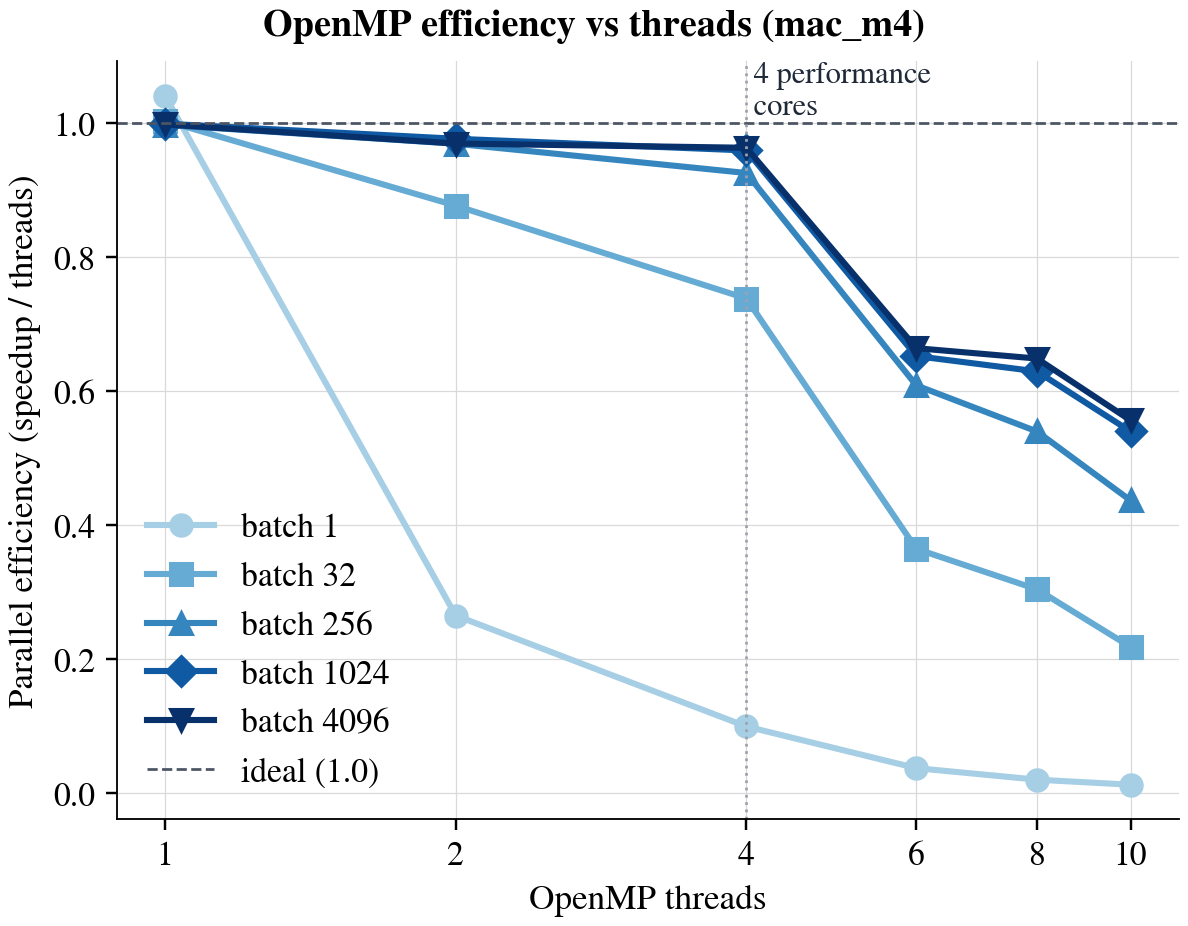 OpenMP efficiency vs threads (mac_m4)
4 performance
cores
Parallel efficiency (speedup / threads)
1.0
0.8
0.6
0.4
0.2
0.0
batch 1
batch 32
batch 256
batch 1024
batch 4096
ideal (1.0)
1 2 4 6 8 10
OpenMP threads